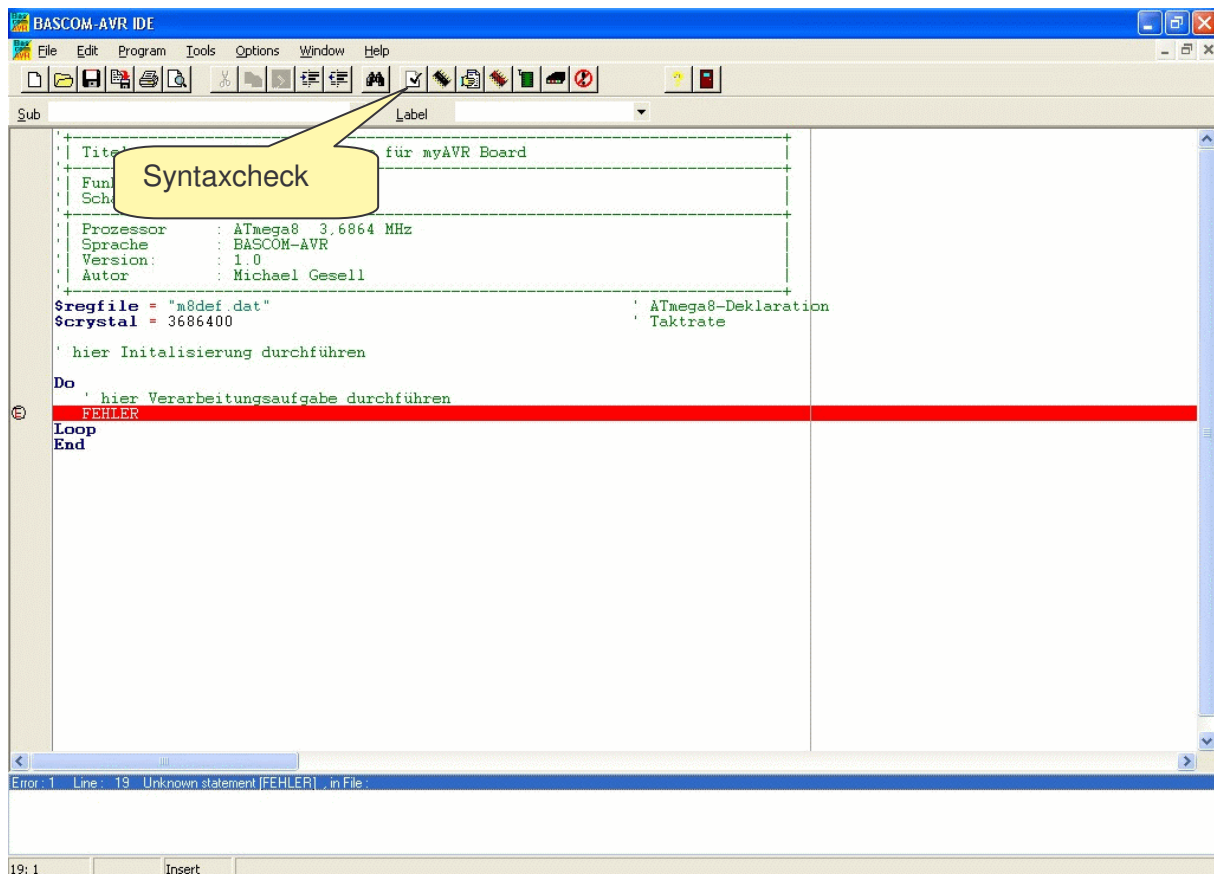 BASCOM-AVR IDE
File Edit Program Tools Options Window Help
Sub Label
Syntaxcheck
'+------------------------------------------------------------------------------------------+
'| für myAVR Board |
'+------------------------------------------------------------------------------------------+
'+------------------------------------------------------------------------------------------+
'| Prozessor : ATmega8 3,6864 MHz |
'| Sprache : BASCOM-AVR |
'| Version: : 1.0 |
'| Autor : Michael Gesell |
'+------------------------------------------------------------------------------------------+
$regfile = "m8def.dat" ' ATmega8-Deklaration
$crystal = 3686400 ' Taktrate
' hier Initalisierung durchführen
Do
' hier Verarbeitungsaufgabe durchführen
E FEHLER
Loop
End
Error : 1 Line : 19 Unknown statement [FEHLER] , in File :
19: 1 Insert